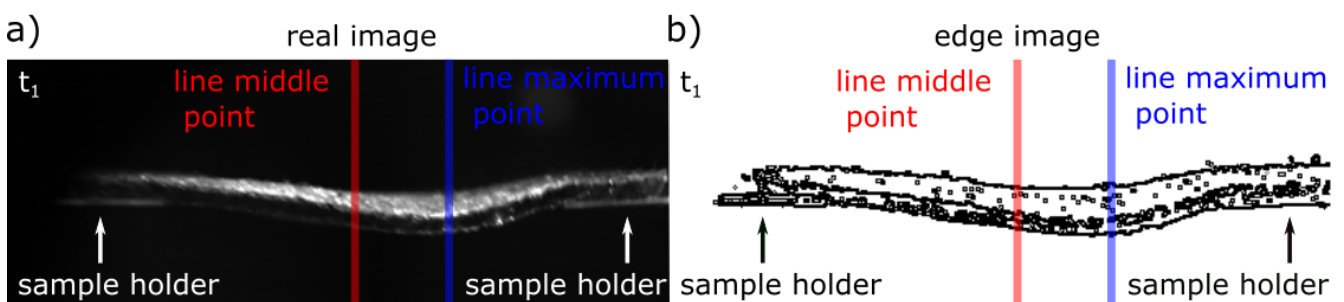 a)
real image
t₁
line middle
point
line maximum
point
sample holder
sample holder
b)
edge image
t₁
line middle
point
line maximum
point
sample holder
sample holder